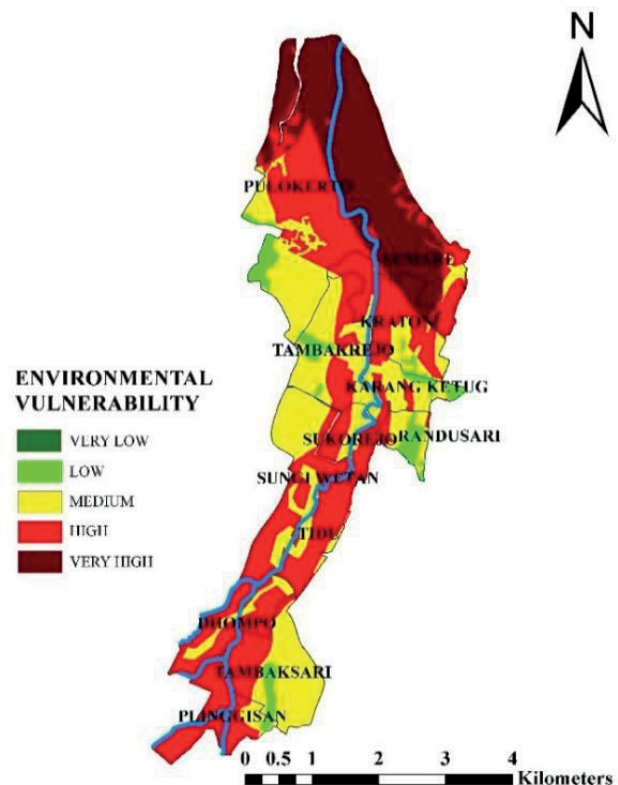 N
PULOKERTO
SEMARE
KRATON
TAMBAKREJO
KARANG KETUG
ENVIRONMENTAL
VULNERABILITY
VERY LOW
LOW
MEDIUM
HIGH
VERY HIGH
SUKOREJO
RANDUSARI
SUNGI WETAN
TIDU
DHOMPO
TAMBAKSARI
PLINGGISAN
0 0.5 1 2 3 4
Kilometers